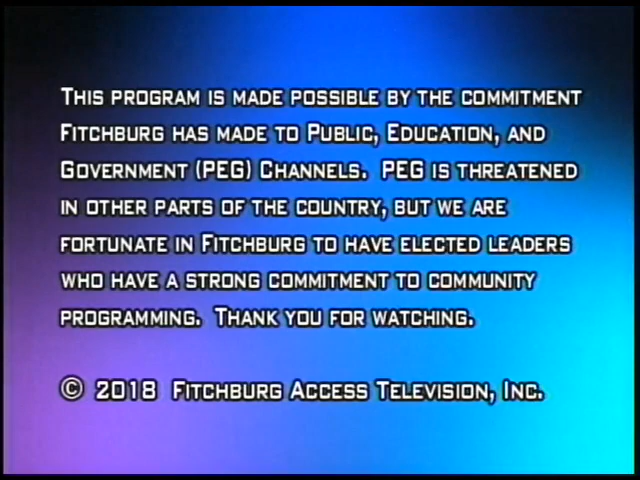 This program is made possible by the commitment
Fitchburg has made to Public, Education, and
Government (PEG) Channels.  PEG is threatened
in other parts of the country, but we are
fortunate in Fitchburg to have elected leaders
who have a strong commitment to community
programming.  Thank you for watching.
© 2018  Fitchburg Access Television, Inc.